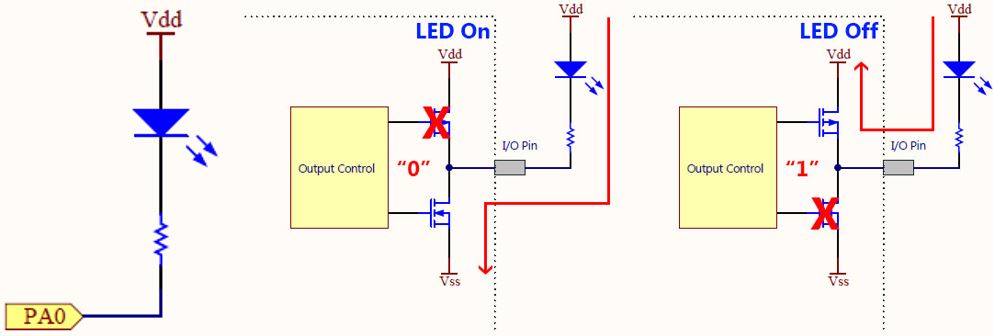 Vdd
PA0
LED On
Vdd
Vdd
Output Control
"0"
I/O Pin
Vss
LED Off
Vdd
Vdd
Output Control
"1"
I/O Pin
Vss